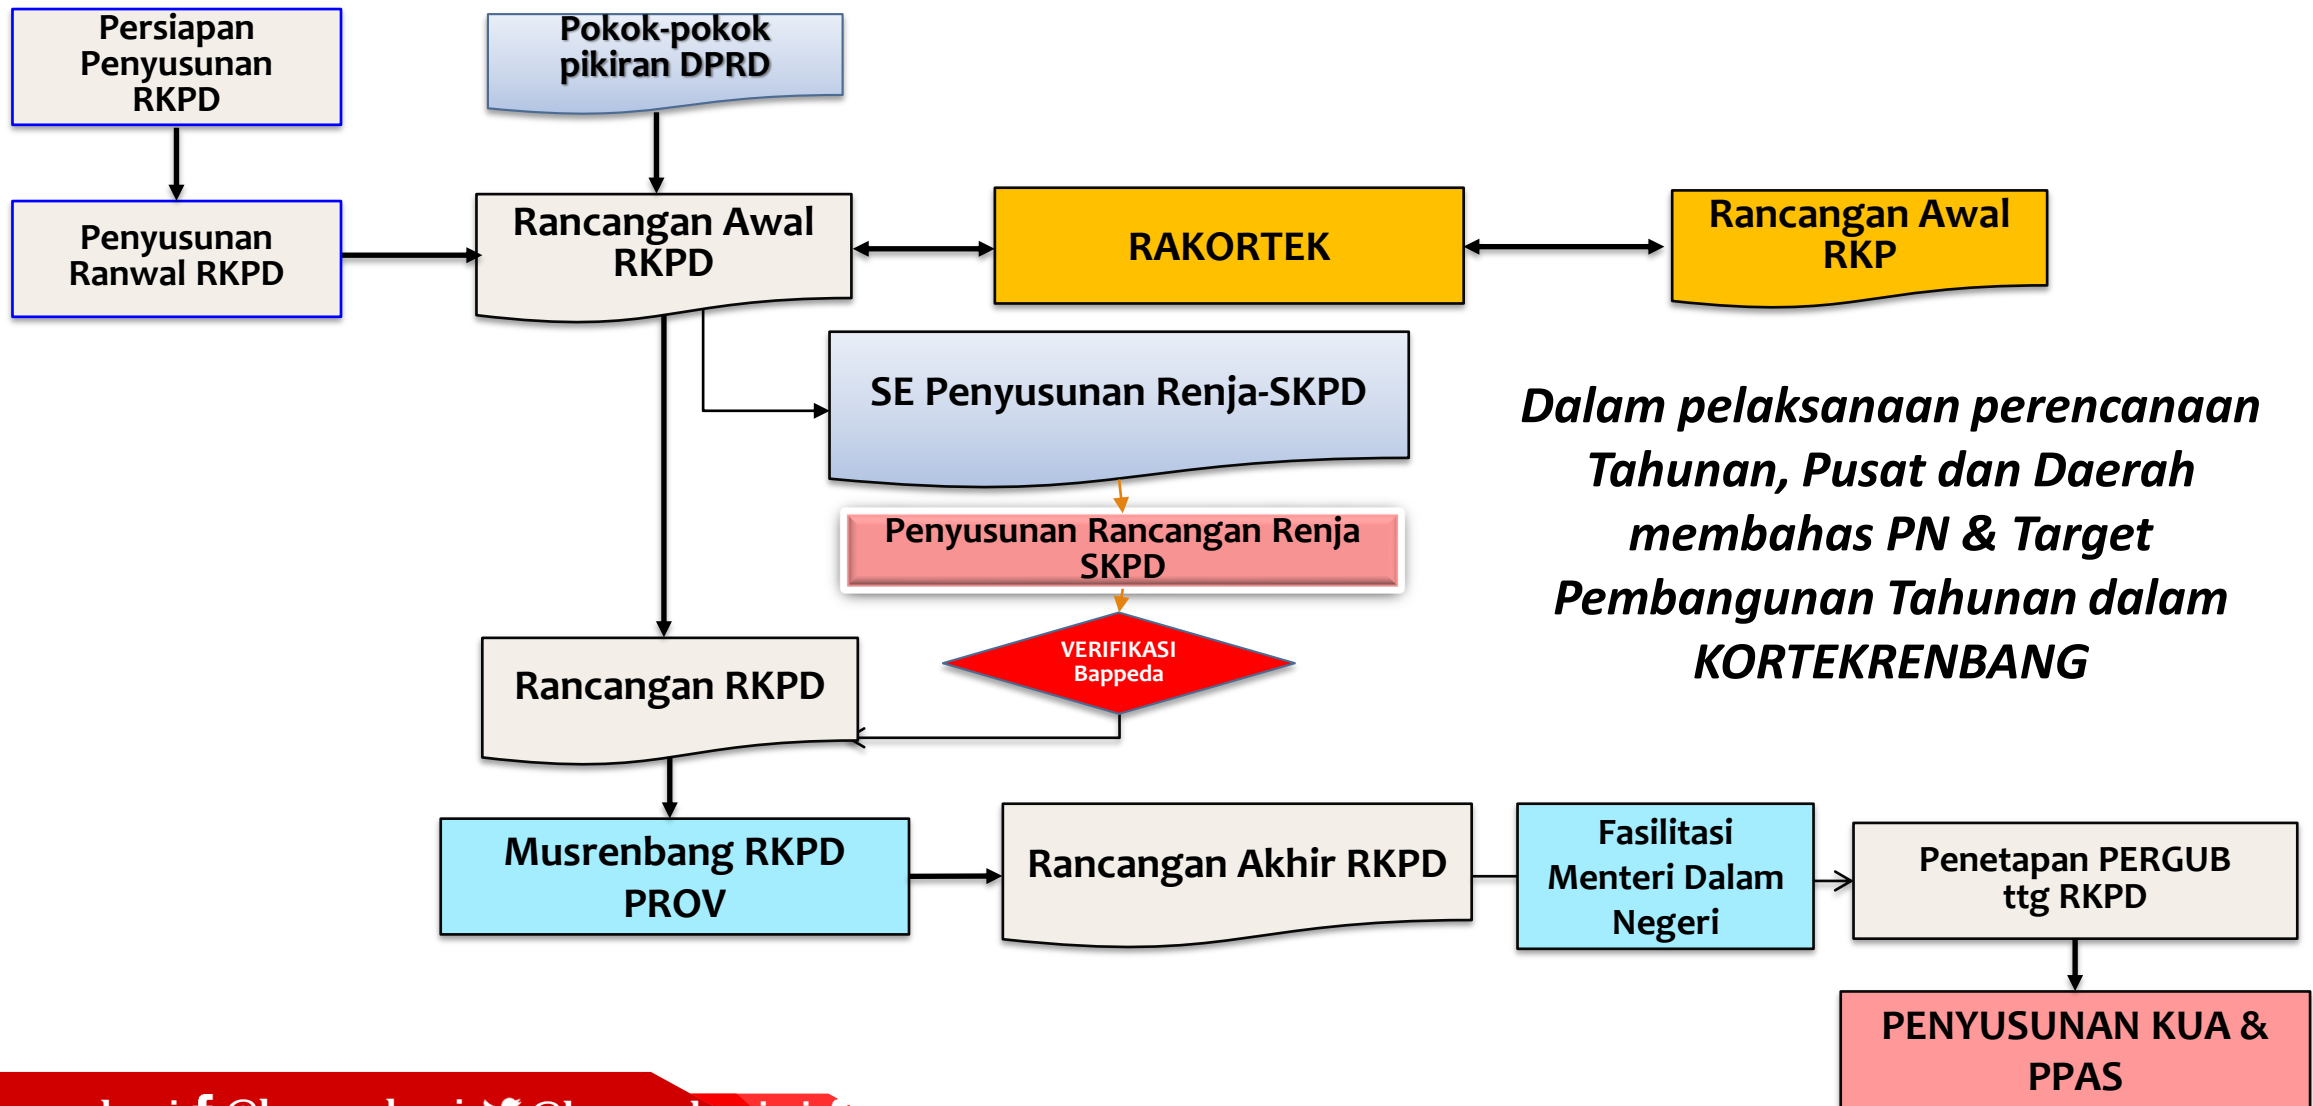 Persiapan
Penyusunan
RKPD
Pokok-pokok
pikiran DPRD
Penyusunan
Ranwal RKPD
Rancangan Awal
RKPD
RAKORTEK
Rancangan Awal
RKP
SE Penyusunan Renja-SKPD
Dalam pelaksanaan perencanaan
Tahunan, Pusat dan Daerah
membahas PN & Target
Pembangunan Tahunan dalam
KORTEKRENBANG
Penyusunan Rancangan Renja
SKPD
VERIFIKASI
Bappeda
Rancangan RKPD
Musrenbang RKPD
PROV
Rancangan Akhir RKPD
Fasilitasi
Menteri Dalam
Negeri
Penetapan PERGUB
ttg RKPD
PENYUSUNAN KUA &
PPAS